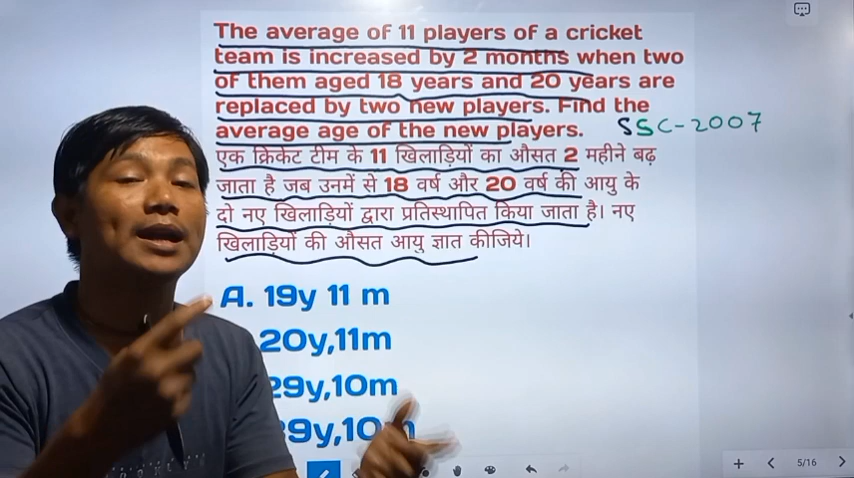 The average of 11 players of a cricket
team is increased by 2 months when two
of them aged 18 years and 20 years are
replaced by two new players. Find the
average age of the new players. SSC-2007
एक क्रिकेट टीम के 11 खिलाड़ियों का औसत 2 महीने बढ़
जाता है जब उनमें से 18 वर्ष और 20 वर्ष की आयु के
दो नए खिलाड़ियों द्वारा प्रतिस्थापित किया जाता है। नए
खिलाड़ियों की औसत आयु ज्ञात कीजिये।
A. 19y 11 m
20y,11m
29y,10m
9y,10
5/16